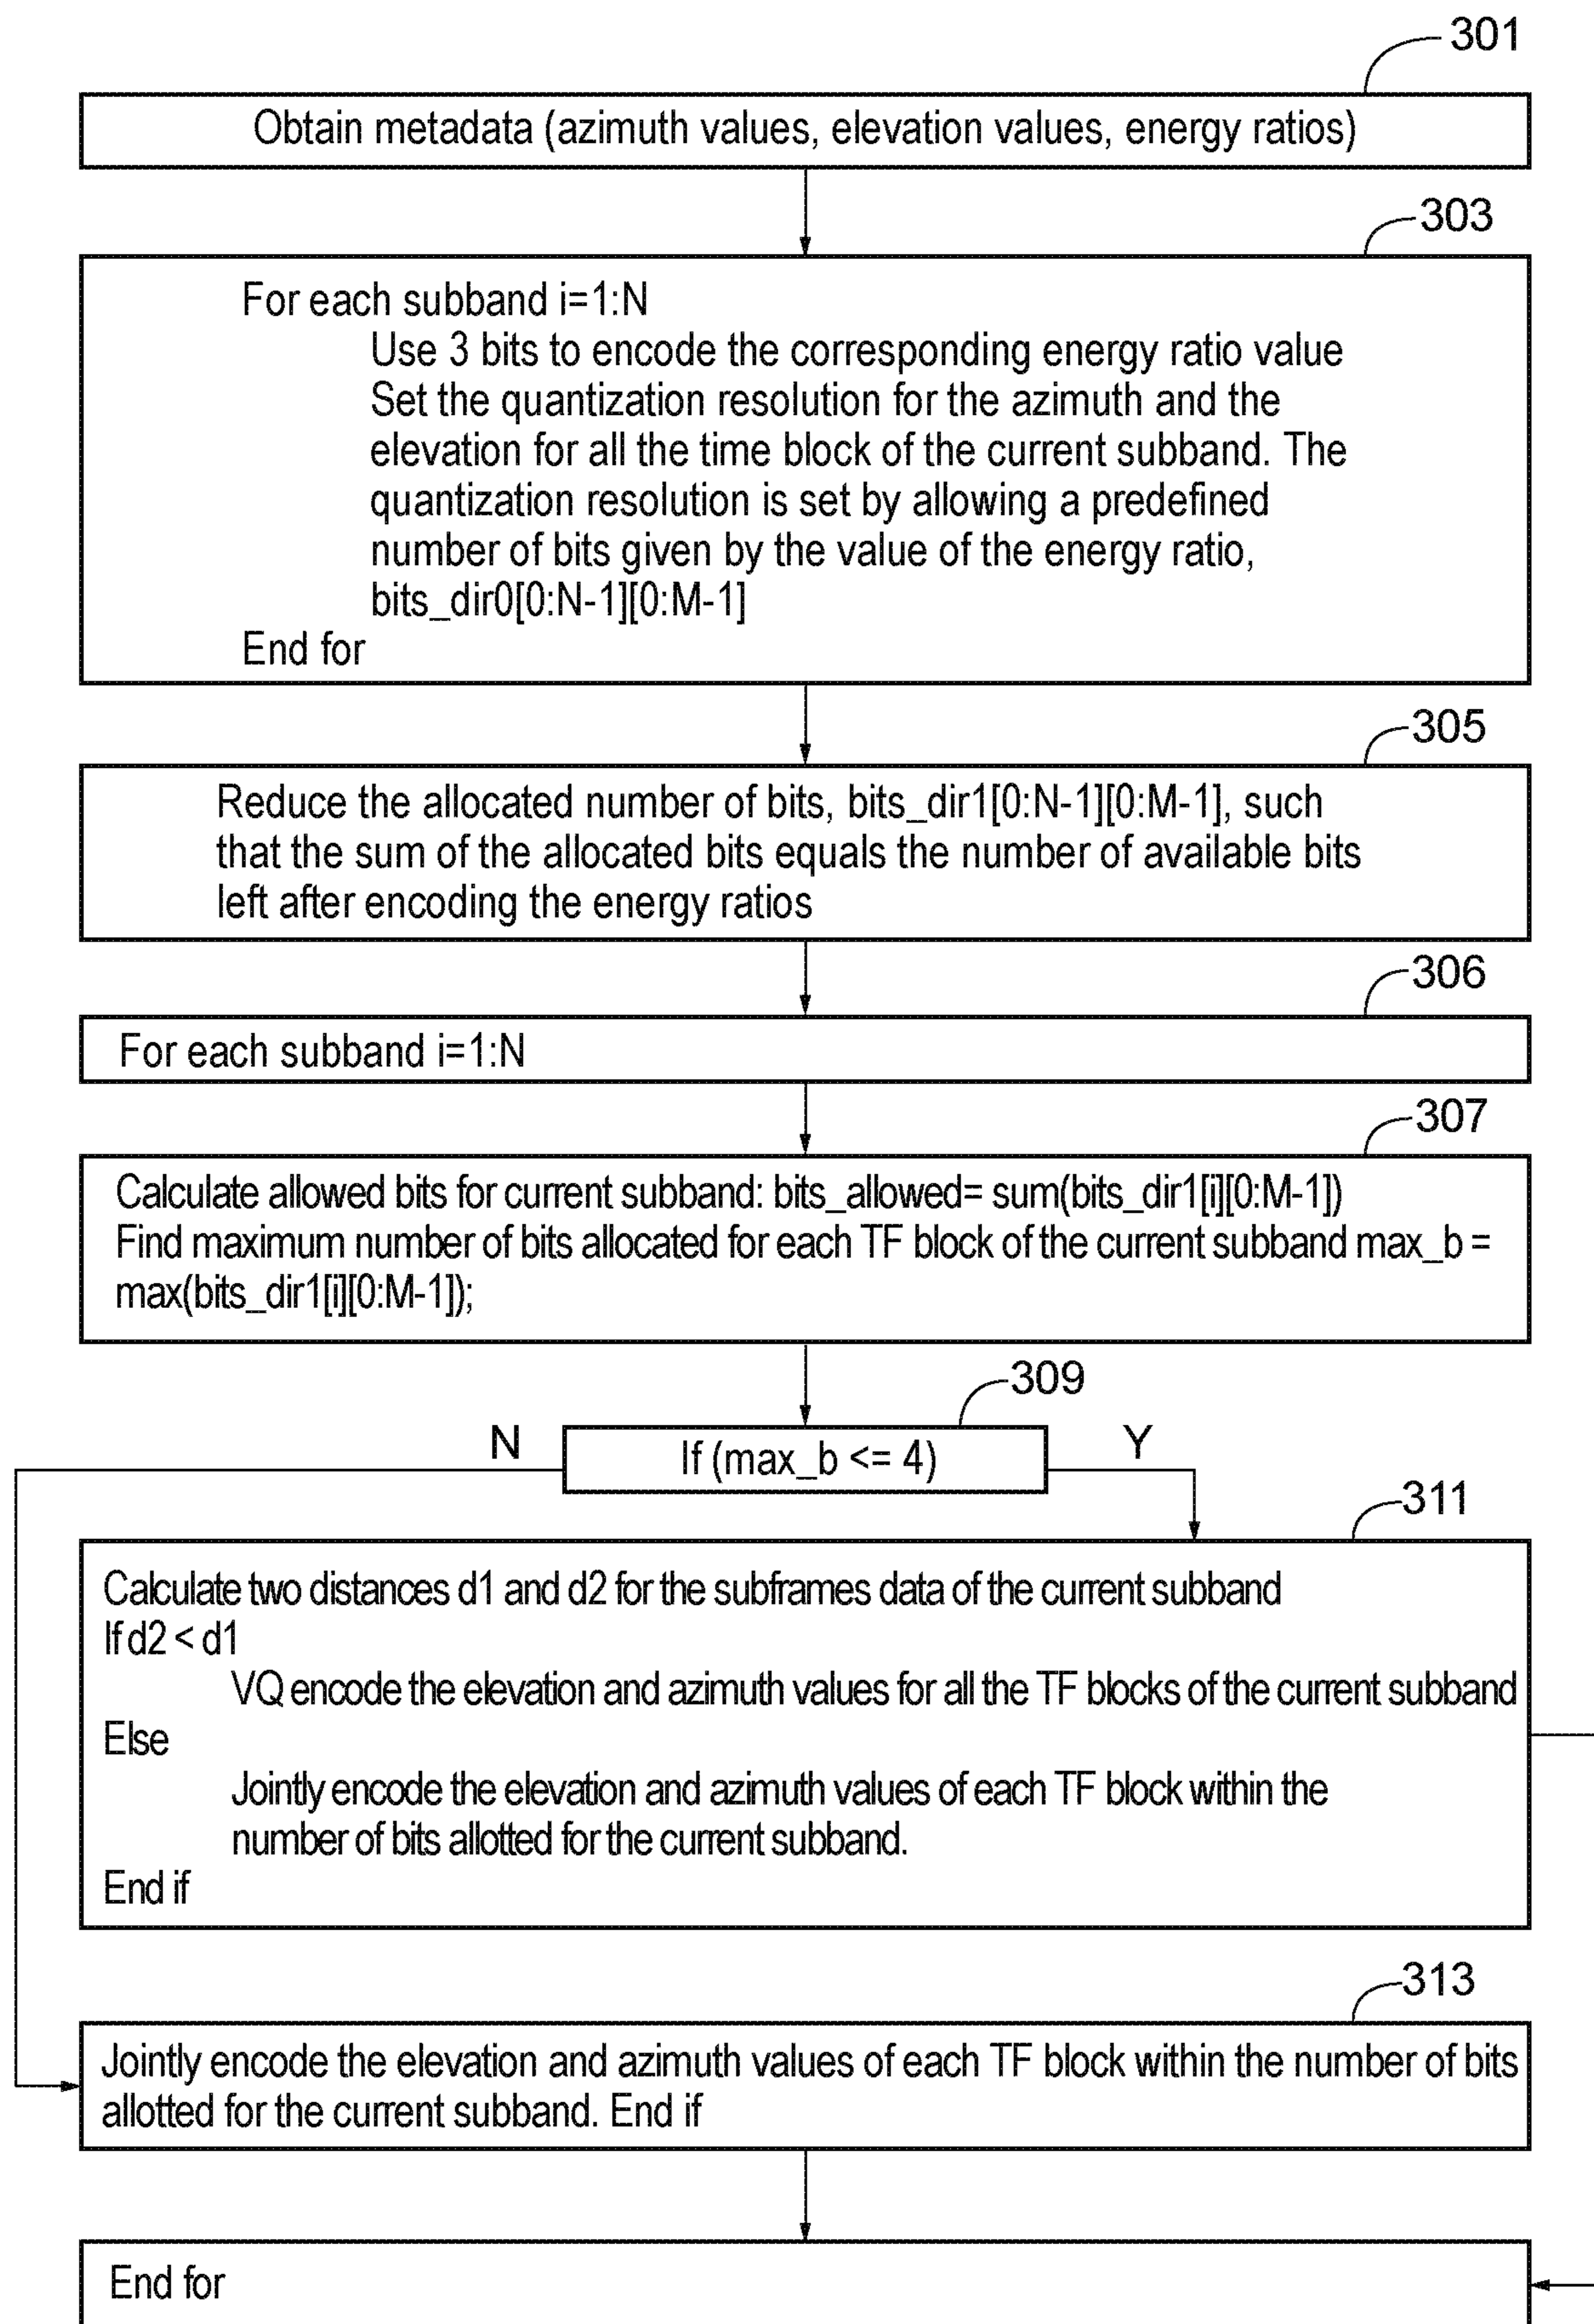 301
Obtain metadata (azimuth values, elevation values, energy ratios)
303
For each subband i=1:N
Use 3 bits to encode the corresponding energy ratio value
Set the quantization resolution for the azimuth and the
elevation for all the time block of the current subband. The
quantization resolution is set by allowing a predefined
number of bits given by the value of the energy ratio,
bits_dir0[0:N-1][0:M-1]
End for
305
Reduce the allocated number of bits, bits_dir1[0:N-1][0:M-1], such
that the sum of the allocated bits equals the number of available bits
left after encoding the energy ratios
306
For each subband i=1:N
307
Calculate allowed bits for current subband: bits_allowed= sum(bits_dir1[i][0:M-1])
Find maximum number of bits allocated for each TF block of the current subband max_b =
max(bits_dir1[i][0:M-1]);
309
N
If (max_b <= 4)
Y
311
Calculate two distances d1 and d2 for the subframes data of the current subband
If d2 < d1
VQ encode the elevation and azimuth values for all the TF blocks of the current subband
Else
Jointly encode the elevation and azimuth values of each TF block within the
number of bits allotted for the current subband.
End if
313
Jointly encode the elevation and azimuth values of each TF block within the number of bits
allotted for the current subband. End if
End for